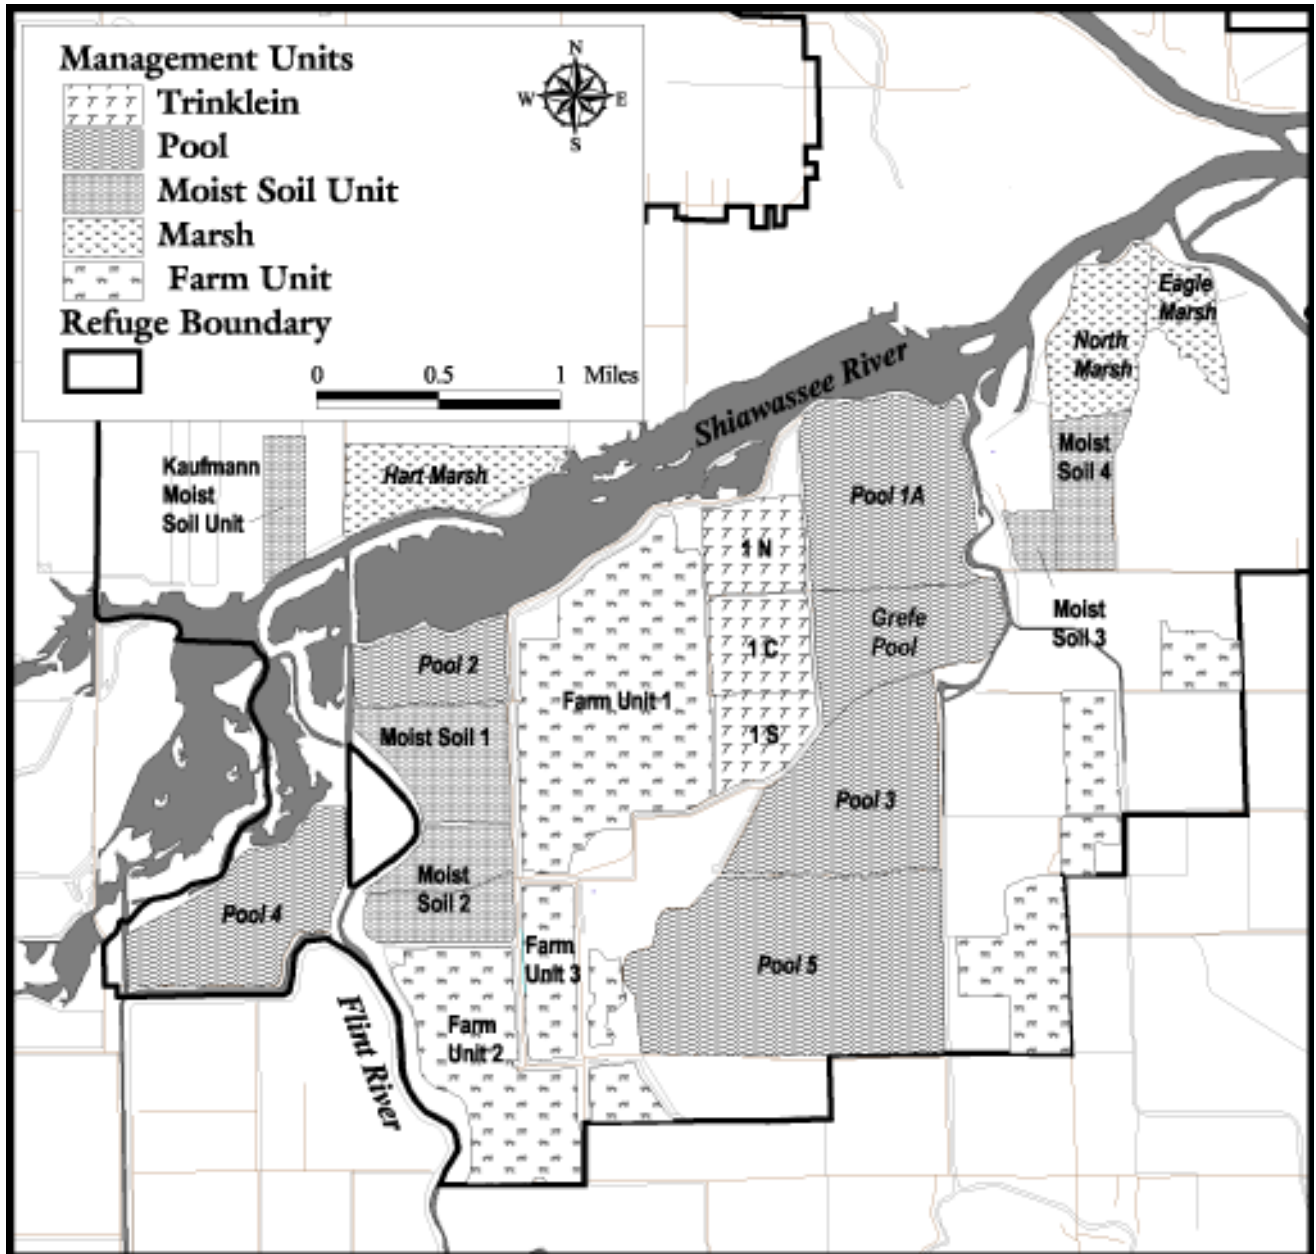 Management Units
N
W E
S
Trinklein
Pool
Moist Soil Unit
Marsh
Farm Unit
Refuge Boundary
0 0.5 1 Miles
Eagle
Marsh
North
Marsh
Shiawassee River
Moist
Soil 4
Kaufmann
Moist
Soil Unit
Hart Marsh
Pool 1A
1 N
Grefe
Pool
Moist
Soil 3
1 C
Pool 2
Farm Unit 1
Moist Soil 1
1 S
Pool 3
Moist
Soil 2
Pool 4
Farm
Unit 3
Pool 5
Farm
Unit 2
Flint River